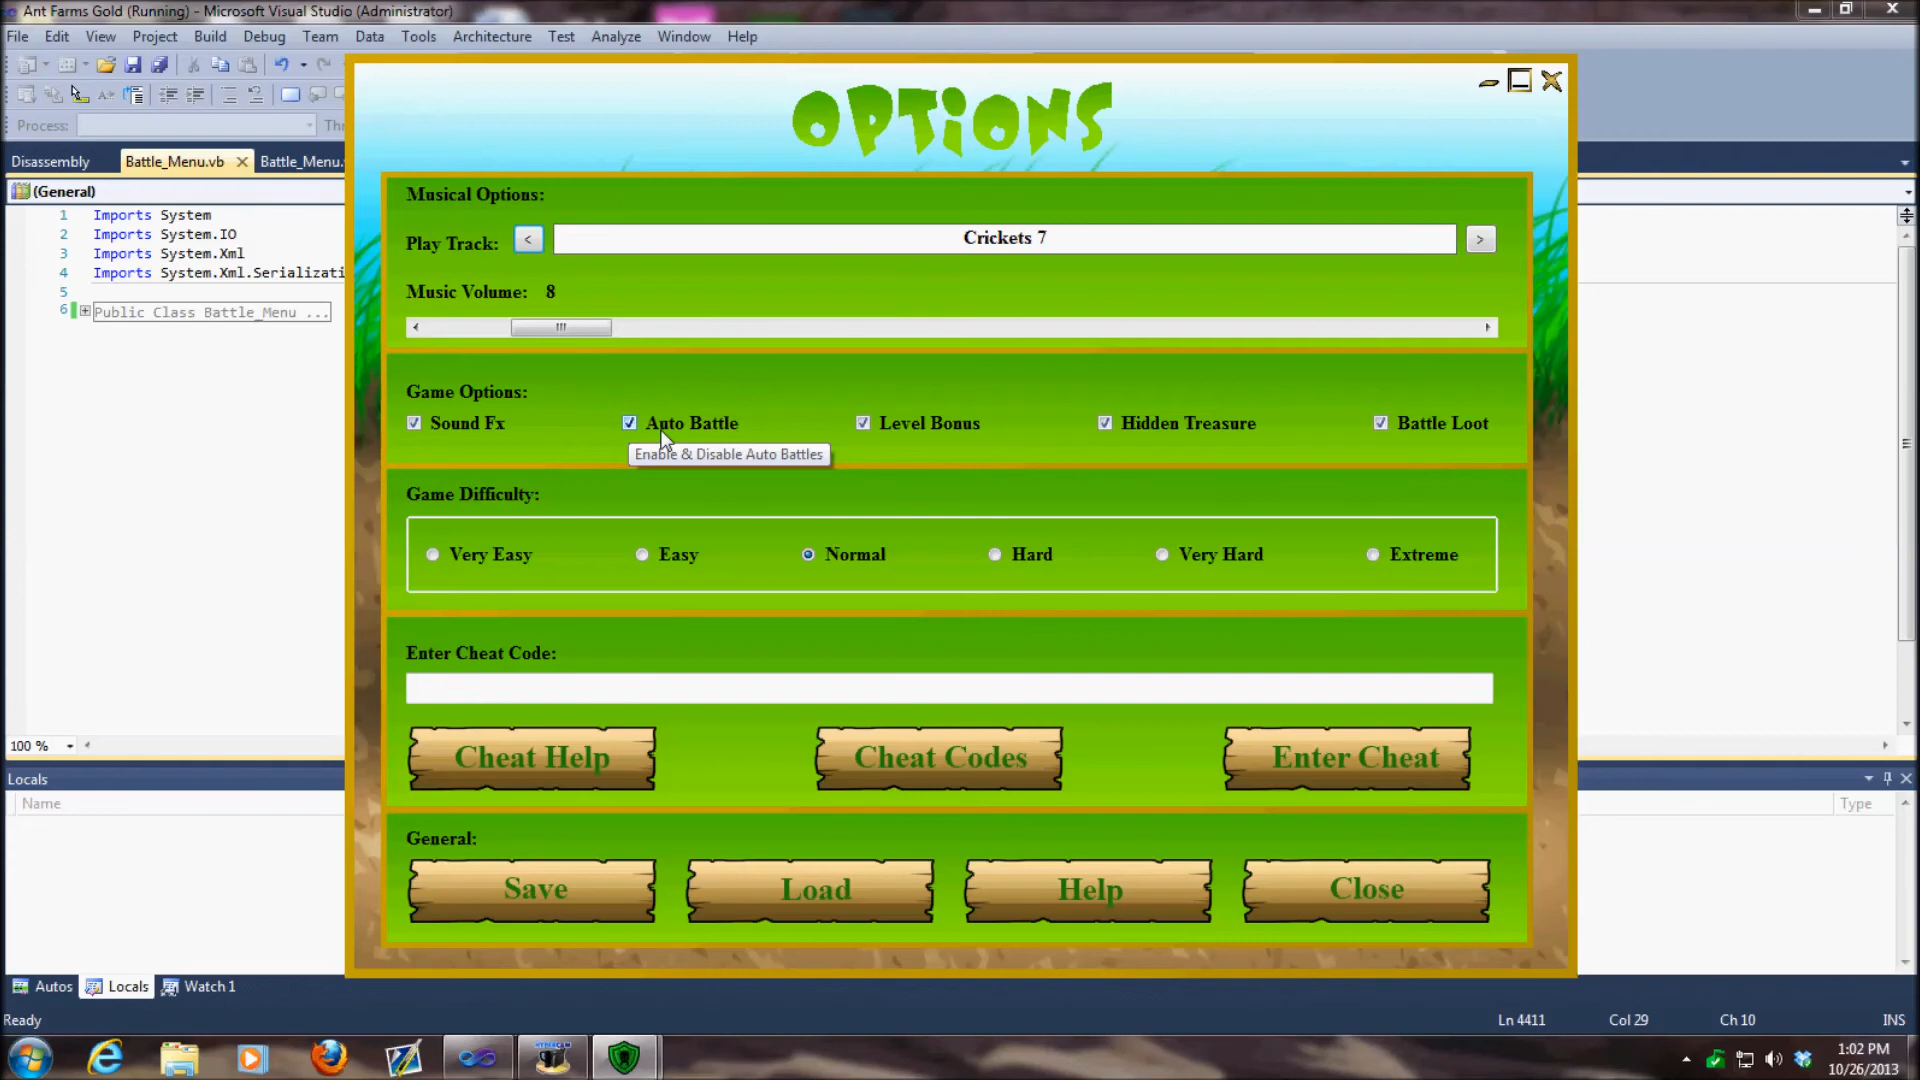 Ant Farms Gold (Running) - Microsoft Visual Studio (Administrator)
File Edit View Project Build Debug Team Data Tools Architecture Test Analyze Window Help
Process:
Disassembly Battle_Menu.vb Battle_Menu.
(General)
1 Imports System
2 Imports System.IO
3 Imports System.Xml
4 Imports System.Xml.Serializati
5
6 Public Class Battle_Menu ...
100 %
Locals
Name
Type
Autos Locals Watch 1
Ready
Ln 4411 Col 29 Ch 10 INS
OPTiONS
Musical Options:
Play Track: < Crickets 7 >
Music Volume: 8
Game Options:
Sound Fx Auto Battle Level Bonus Hidden Treasure Battle Loot
Enable & Disable Auto Battles
Game Difficulty:
Very Easy Easy Normal Hard Very Hard Extreme
Enter Cheat Code:
Cheat Help Cheat Codes Enter Cheat
General:
Save Load Help Close
HYPERCAM
1:02 PM
10/26/2013